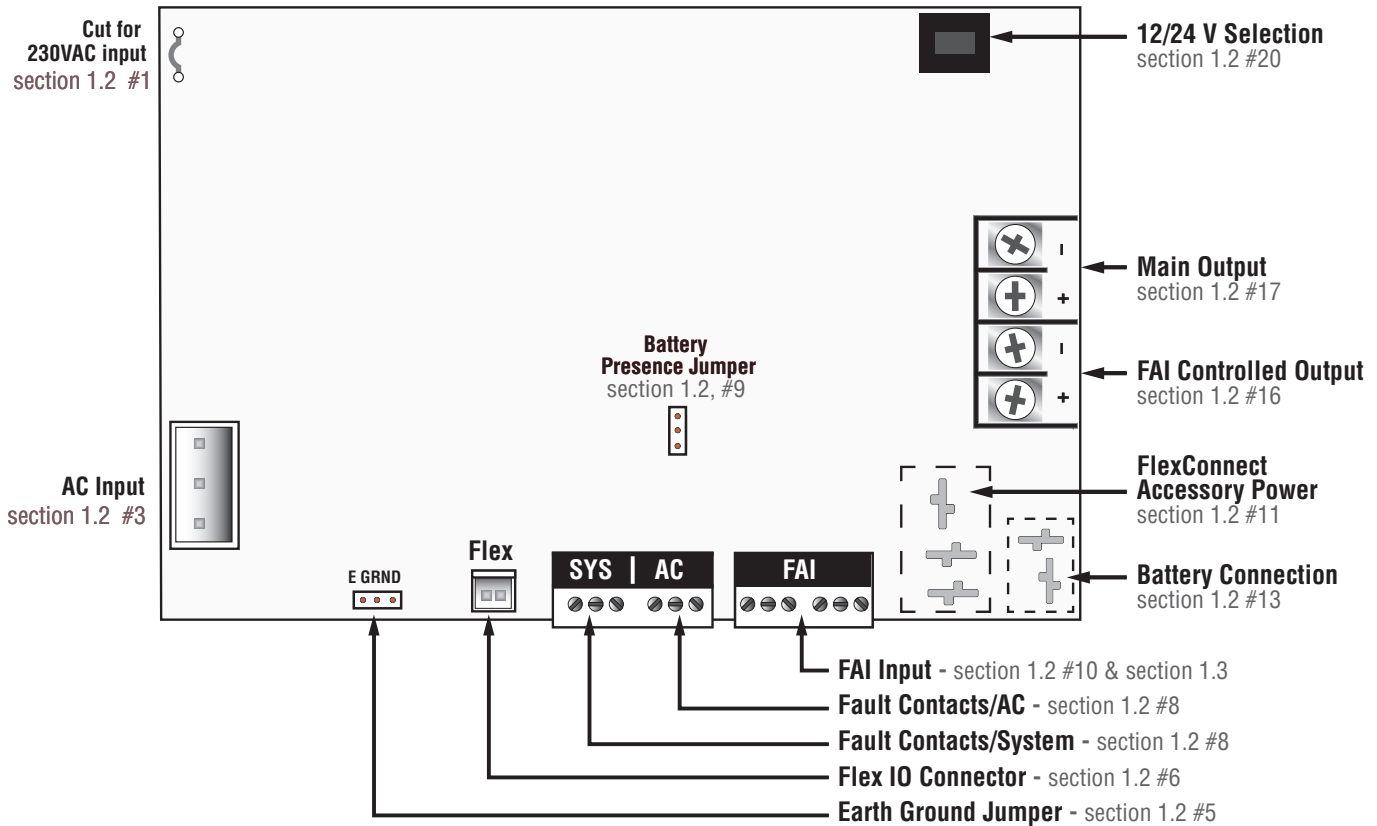 Cut for
230VAC input
section 1.2 #1
12/24 V Selection
section 1.2 #20
-
Main Output
section 1.2 #17
+
-
FAI Controlled Output
section 1.2 #16
+
Battery
Presence Jumper
section 1.2, #9
AC Input
section 1.2 #3
FlexConnect
Accessory Power
section 1.2 #11
Battery Connection
section 1.2 #13
E GRND
Flex
SYS | AC
FAI
FAI Input - section 1.2 #10 & section 1.3
Fault Contacts/AC - section 1.2 #8
Fault Contacts/System - section 1.2 #8
Flex IO Connector - section 1.2 #6
Earth Ground Jumper - section 1.2 #5